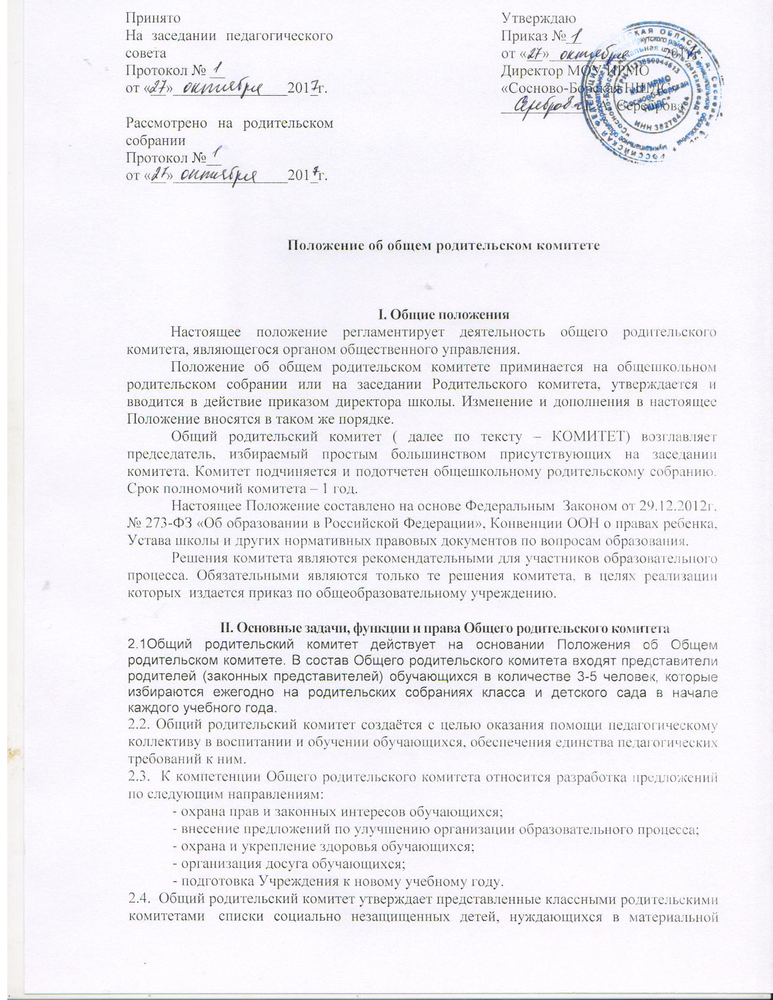 Принято
На заседании педагогического
совета
Протокол № 1
от «27» октября 2017г.
Рассмотрено на родительском
собрании
Протокол № 1
от «27» октября 2017г.
Утверждаю
Приказ № 1
от «27» октября 2017г.
Директор МОУ ИРМО
«Сосново-Борская НШДС»
Серебров А. Сереброва
Положение об общем родительском комитете
I. Общие положения
Настоящее положение регламентирует деятельность общего родительского
комитета, являющегося органом общественного управления.
Положение об общем родительском комитете приминается на общешкольном
родительском собрании или на заседании Родительского комитета, утверждается и
вводится в действие приказом директора школы. Изменение и дополнения в настоящее
Положение вносятся в таком же порядке.
Общий родительский комитет ( далее по тексту – КОМИТЕТ) возглавляет
председатель, избираемый простым большинством присутствующих на заседании
комитета. Комитет подчиняется и подотчетен общешкольному родительскому собранию.
Срок полномочий комитета – 1 год.
Настоящее Положение составлено на основе Федеральным Законом от 29.12.2012г.
№ 273-ФЗ «Об образовании в Российской Федерации», Конвенции ООН о правах ребенка,
Устава школы и других нормативных правовых документов по вопросам образования.
Решения комитета являются рекомендательными для участников образовательного
процесса. Обязательными являются только те решения комитета, в целях реализации
которых издается приказ по общеобразовательному учреждению.
II. Основные задачи, функции и права Общего родительского комитета
2.1Общий родительский комитет действует на основании Положения об Общем
родительском комитете. В состав Общего родительского комитета входят представители
родителей (законных представителей) обучающихся в количестве 3-5 человек, которые
избираются ежегодно на родительских собраниях класса и детского сада в начале
каждого учебного года.
2.2. Общий родительский комитет создаётся с целью оказания помощи педагогическому
коллективу в воспитании и обучении обучающихся, обеспечения единства педагогических
требований к ним.
2.3. К компетенции Общего родительского комитета относится разработка предложений
по следующим направлениям:
- охрана прав и законных интересов обучающихся;
- внесение предложений по улучшению организации образовательного процесса;
- охрана и укрепление здоровья обучающихся;
- организация досуга обучающихся;
- подготовка Учреждения к новому учебному году.
2.4. Общий родительский комитет утверждает представленные классными родительскими
комитетами списки социально незащищенных детей, нуждающихся в материальной